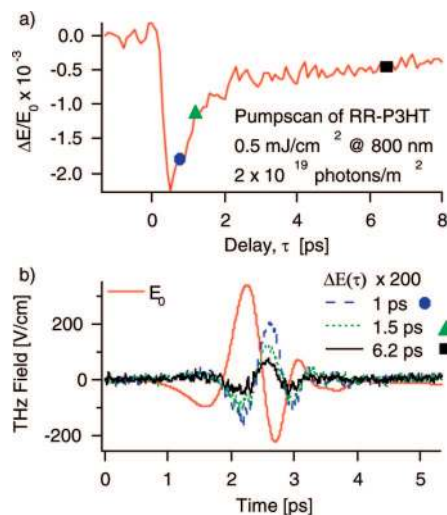 a)
ΔE/E₀ x 10⁻³
0.0
-0.5
-1.0
-1.5
-2.0
Pumpscan of RR-P3HT
0.5 mJ/cm ² @ 800 nm
2 x 10 ¹⁹ photons/m ²
0 2 4 6 8
Delay, τ [ps]
b)
THz Field [V/cm]
200
0
-200
E₀
ΔE(τ) x 200
1 ps
1.5 ps
6.2 ps
0 1 2 3 4 5
Time [ps]